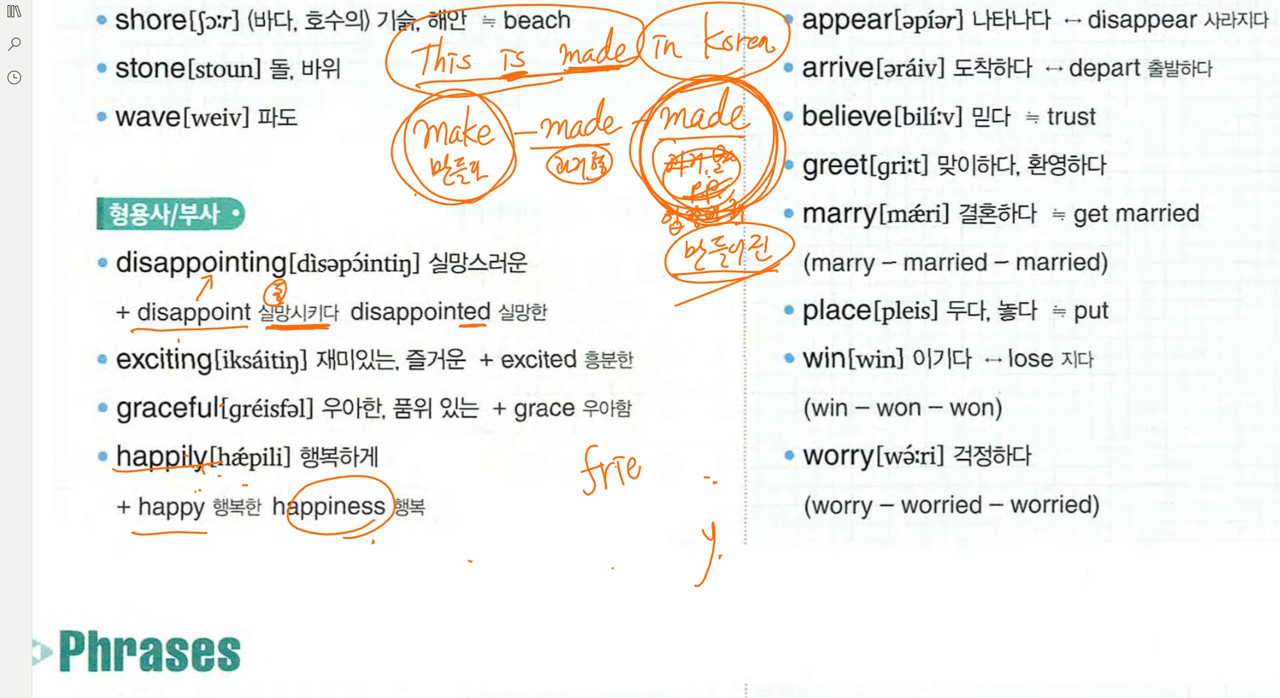 shore[ʃɔːr] (바다, 호수의) 기슭, 해안 ≒ beach
stone[stoun] 돌, 바위
wave[weiv] 파도
This is made in Korea
make - made - made
만들다 과거형
만들어진
형용사/부사
disappointing[dìsəpɔ́intiŋ] 실망스러운
+ disappoint 실망시키다 disappointed 실망한
exciting[iksáitiŋ] 재미있는, 즐거운 + excited 흥분한
graceful[gréisfəl] 우아한, 품위 있는 + grace 우아함
happily[hǽpili] 행복하게
+ happy 행복한 happiness 행복
frie
y
appear[əpíər] 나타나다 ↔ disappear 사라지다
arrive[əráiv] 도착하다 ↔ depart 출발하다
believe[bilíːv] 믿다 ≒ trust
greet[griːt] 맞이하다, 환영하다
marry[mǽri] 결혼하다 ≒ get married
(marry – married – married)
place[pleis] 두다, 놓다 ≒ put
win[win] 이기다 ↔ lose 지다
(win – won – won)
worry[wə́ːri] 걱정하다
(worry – worried – worried)
Phrases